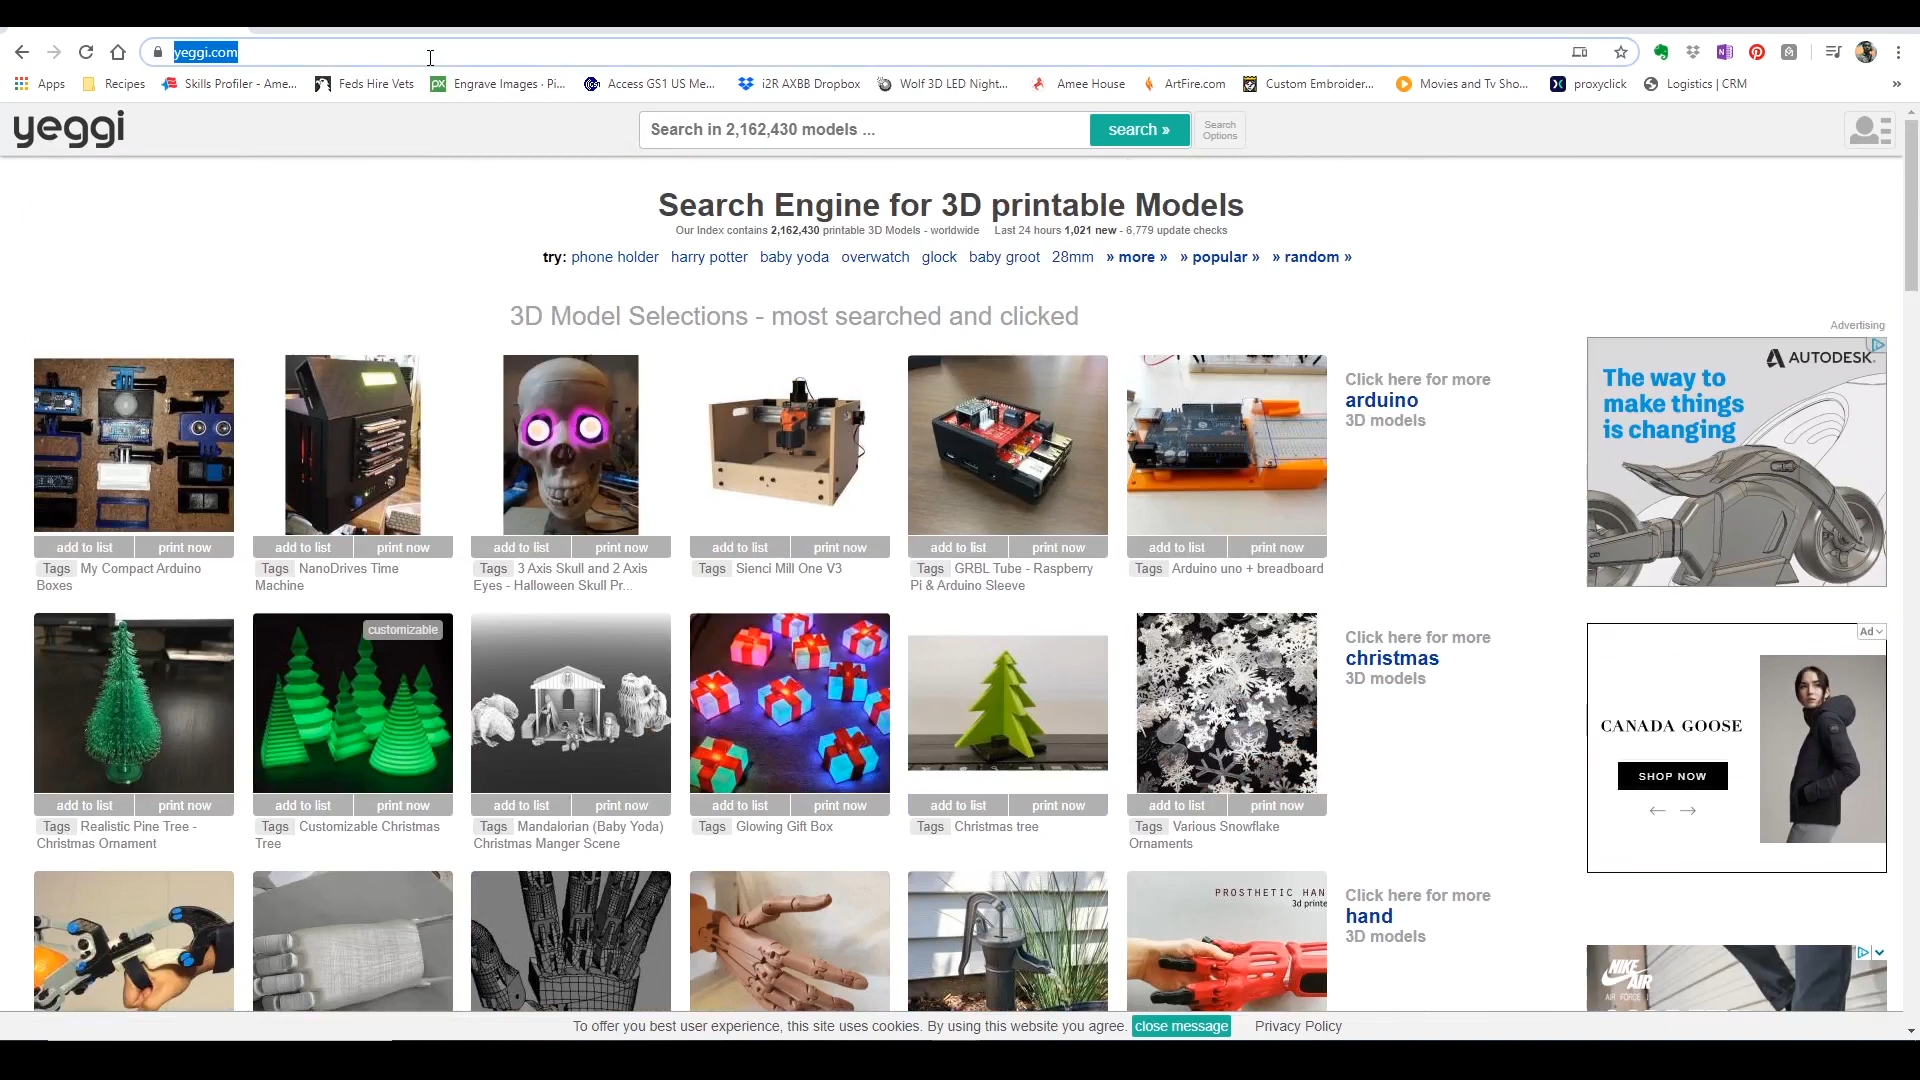 yeggi.com
Apps
Recipes
Skills Profiler - Ame...
Feds Hire Vets
Engrave Images · Pi...
Access GS1 US Me...
i2R AXBB Dropbox
Wolf 3D LED Night...
Amee House
ArtFire.com
Custom Embroider...
Movies and Tv Sho...
proxyclick
Logistics | CRM
»
yeggi
Search in 2,162,430 models ...
search »
Search
Options
Search Engine for 3D printable Models
Our Index contains 2,162,430 printable 3D Models - worldwide Last 24 hours 1,021 new - 6,779 update checks
try: phone holder harry potter baby yoda overwatch glock baby groot 28mm » more » » popular » » random »
3D Model Selections - most searched and clicked
Advertising
add to list print now
Tags My Compact Arduino
Boxes
add to list print now
Tags NanoDrives Time
Machine
add to list print now
Tags 3 Axis Skull and 2 Axis
Eyes - Halloween Skull Pr...
add to list print now
Tags Sienci Mill One V3
add to list print now
Tags GRBL Tube - Raspberry
Pi & Arduino Sleeve
add to list print now
Tags Arduino uno + breadboard
Click here for more
arduino
3D models
AUTODESK.
The way to
make things
is changing
customizable
add to list print now
Tags Realistic Pine Tree -
Christmas Ornament
add to list print now
Tags Customizable Christmas
Tree
add to list print now
Tags Mandalorian (Baby Yoda)
Christmas Manger Scene
add to list print now
Tags Glowing Gift Box
add to list print now
Tags Christmas tree
add to list print now
Tags Various Snowflake
Ornaments
Click here for more
christmas
3D models
Ad
CANADA GOOSE
SHOP NOW
PROSTHETIC HAN
3d printe
Click here for more
hand
3D models
NIKE
AIR
AIR FORCE 1
To offer you best user experience, this site uses cookies. By using this website you agree. close message Privacy Policy